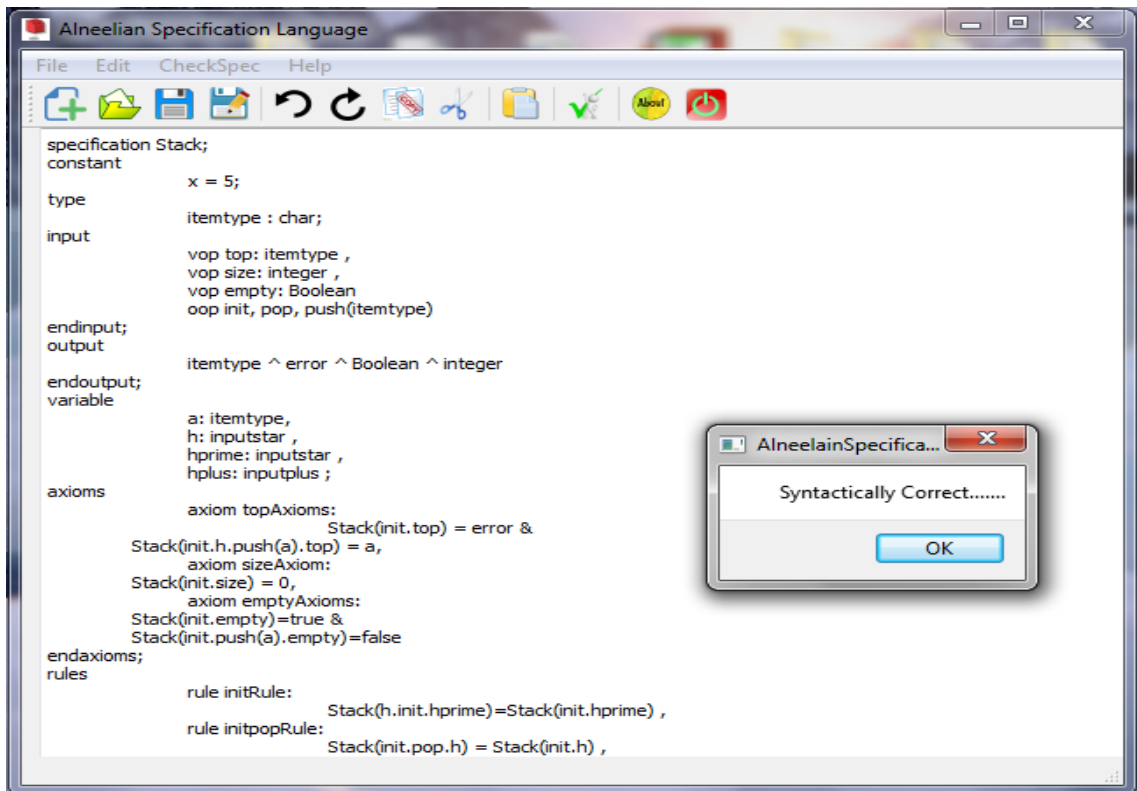 Alneelian Specification Language
File Edit CheckSpec Help
About
specification Stack;
constant
x = 5;
type
itemtype : char;
input
vop top: itemtype ,
vop size: integer ,
vop empty: Boolean
oop init, pop, push(itemtype)
endinput;
output
itemtype ^ error ^ Boolean ^ integer
endoutput;
variable
a: itemtype,
h: inputstar ,
hprime: inputstar ,
hplus: inputplus ;
axioms
axiom topAxioms:
Stack(init.top) = error &
Stack(init.h.push(a).top) = a,
axiom sizeAxiom:
Stack(init.size) = 0,
axiom emptyAxioms:
Stack(init.empty)=true &
Stack(init.push(a).empty)=false
endaxioms;
rules
rule initRule:
Stack(h.init.hprime)=Stack(init.hprime) ,
rule initpopRule:
Stack(init.pop.h) = Stack(init.h) ,
AlneelainSpecifica...
Syntactically Correct.......
OK